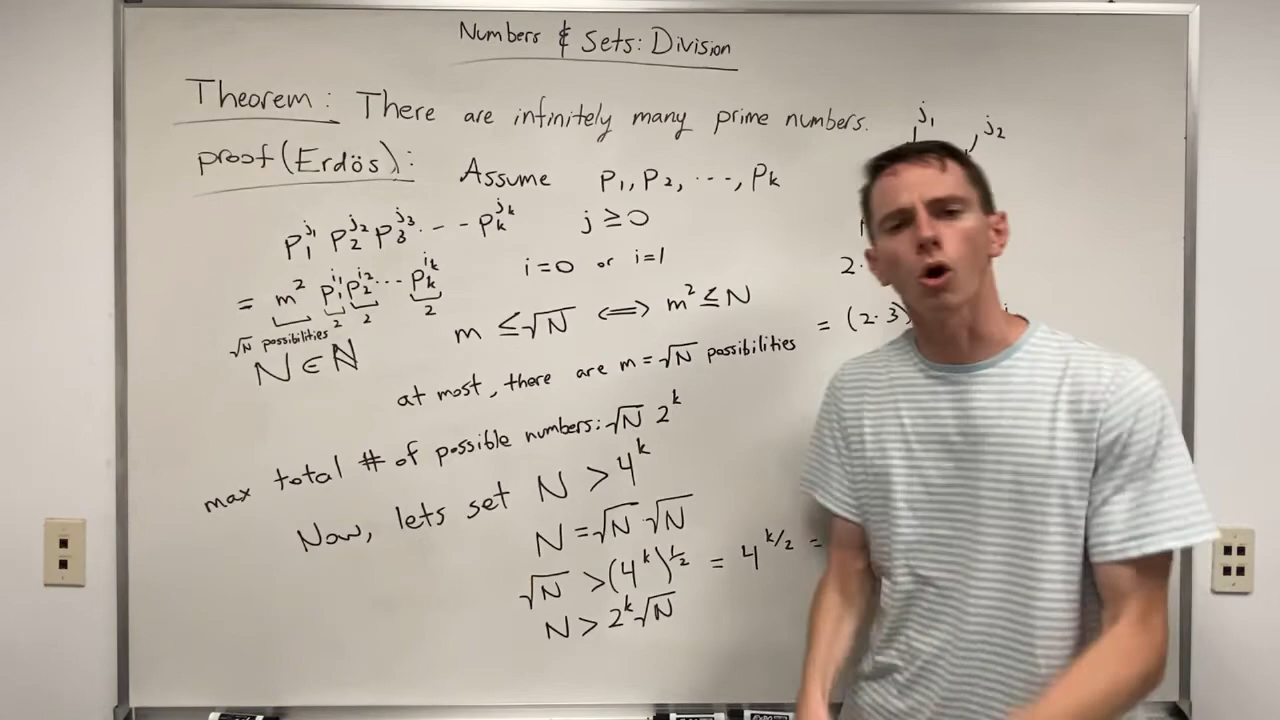 Numbers & Sets: Division
Theorem: There are infinitely many prime numbers.
j₁ j₂
proof (Erdös): Assume P₁, P₂, ..., Pₖ
P₁^j₁ P₂^j₂ P₃^j₃ ... Pₖ^jₖ j ≥ 0
= m² P₁^i₁ P₂^i₂ ... Pₖ^iₖ i=0 or i=1
2·
√N possibilities 2 2 2
m ≤ √N ⟺ m² ≤ N
= (2·3)
N ∈ ℕ
at most, there are m = √N possibilities
max total # of possible numbers: √N 2^k
Now, lets set N > 4^k
N = √N · √N
√N > (4^k)^½ = 4^k/2 =
N > 2^k √N